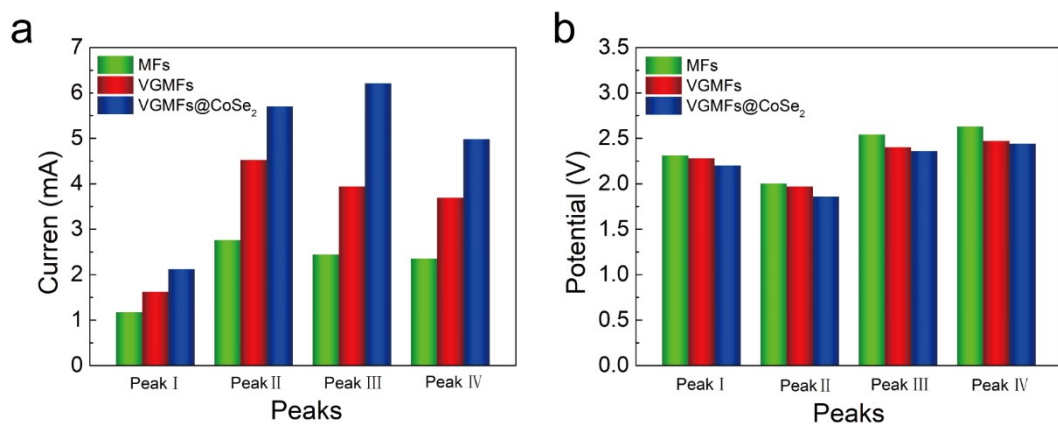 a
7
6
5
4
3
2
1
0
Curren (mA)
MFs
VGMFs
VGMFs@CoSe₂
Peak Ⅰ
Peak Ⅱ
Peak Ⅲ
Peak Ⅳ
Peaks
b
3.5
3.0
2.5
2.0
1.5
1.0
0.5
0.0
Potential (V)
MFs
VGMFs
VGMFs@CoSe₂
Peak Ⅰ
Peak Ⅱ
Peak Ⅲ
Peak Ⅳ
Peaks